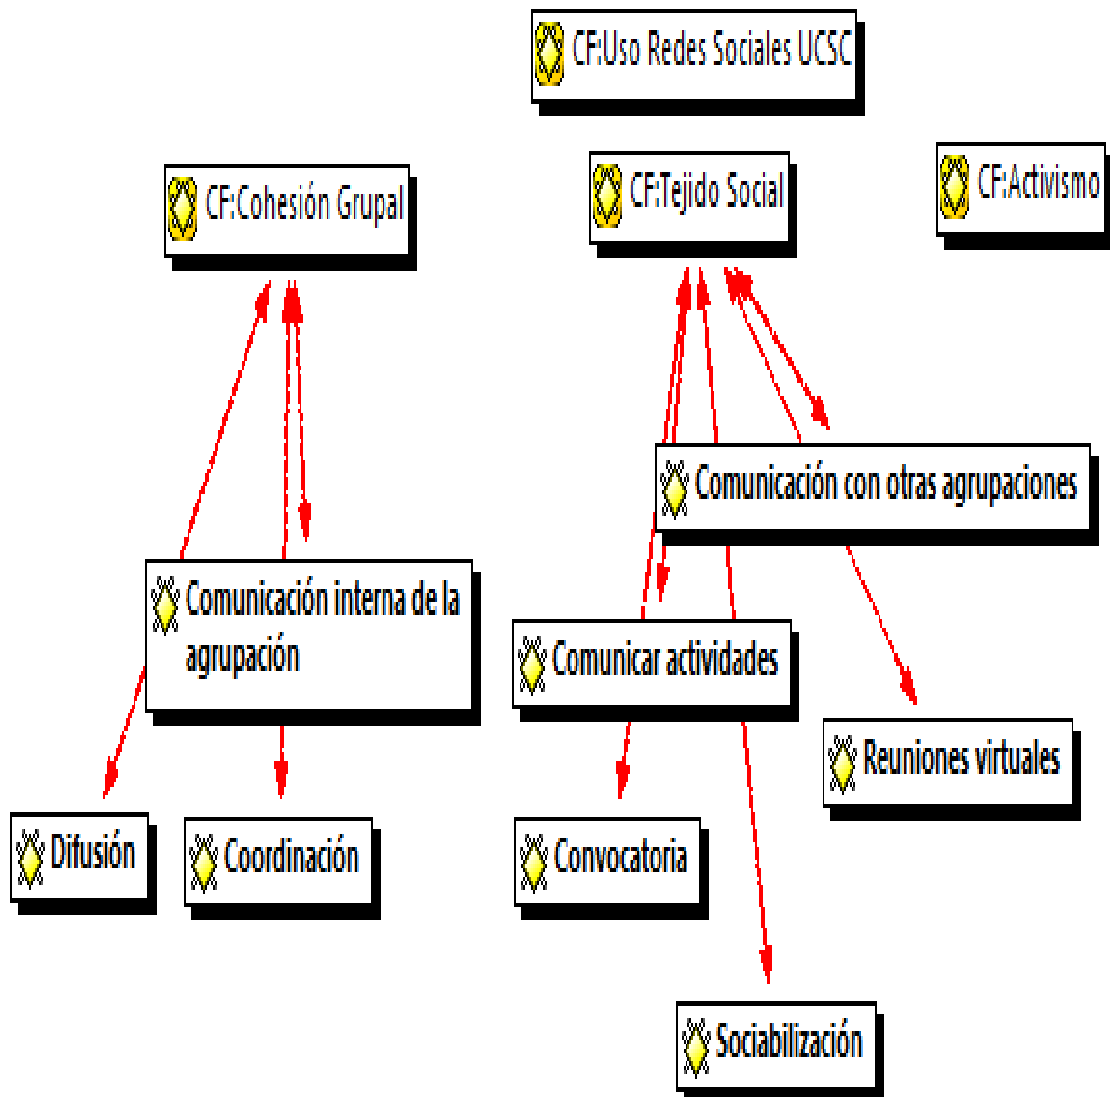 CF:Uso Redes Sociales UCSC
CF:Cohesión Grupal
CF:Tejido Social
CF:Activismo
Comunicación con otras agrupaciones
Comunicación interna de la
agrupación
Comunicar actividades
Reuniones virtuales
Difusión
Coordinación
Convocatoria
Sociabilización